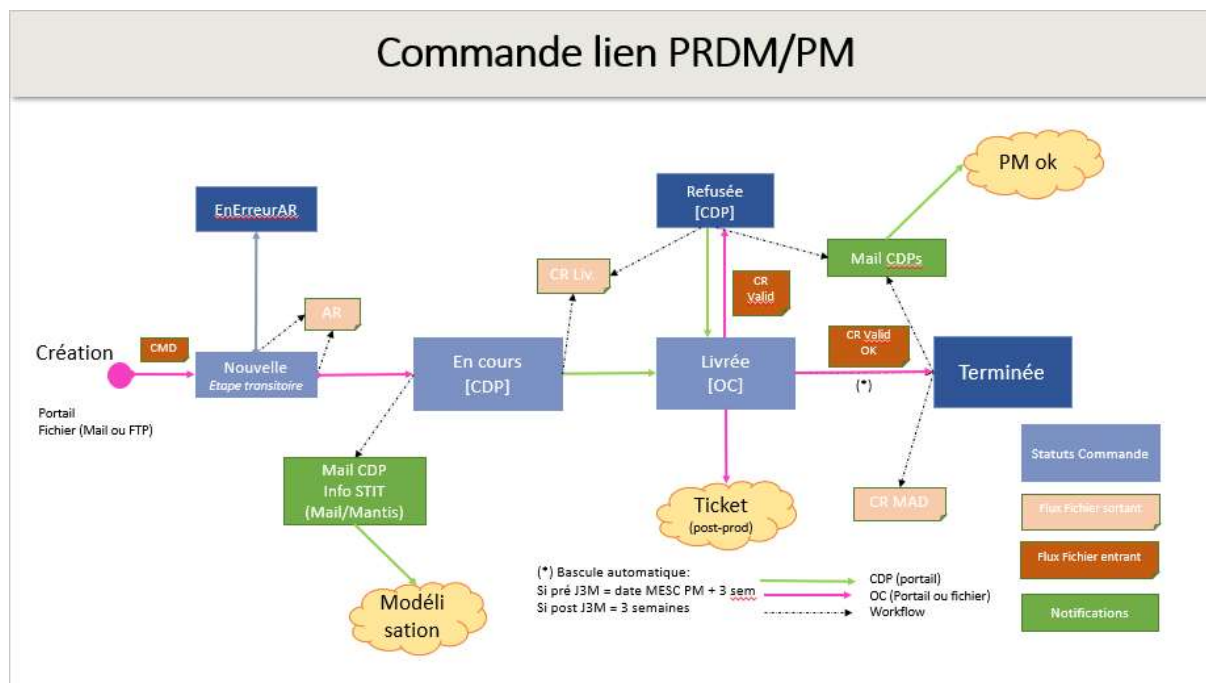 Commande lien PRDM/PM
PM ok
EnErreurAR
Refusée
[CDP]
Mail CDPs
CR Liv.
CR
Valid
AR
CMD
CR Valid
OK
Création
Nouvelle
Etape transitoire
En cours
[CDP]
Livrée
[OC]
(*)
Terminée
Portail
Fichier (Mail ou FTP)
Mail CDP
Info STIT
(Mail/Mantis)
Ticket
(post-prod)
CR MAD
Statuts Commande
Flux Fichier sortant
Flux Fichier entrant
Notifications
Modéli
sation
(*) Bascule automatique:
Si pré J3M = date MESC PM + 3 sem
Si post J3M = 3 semaines
CDP (portail)
OC (Portail ou fichier)
Workflow